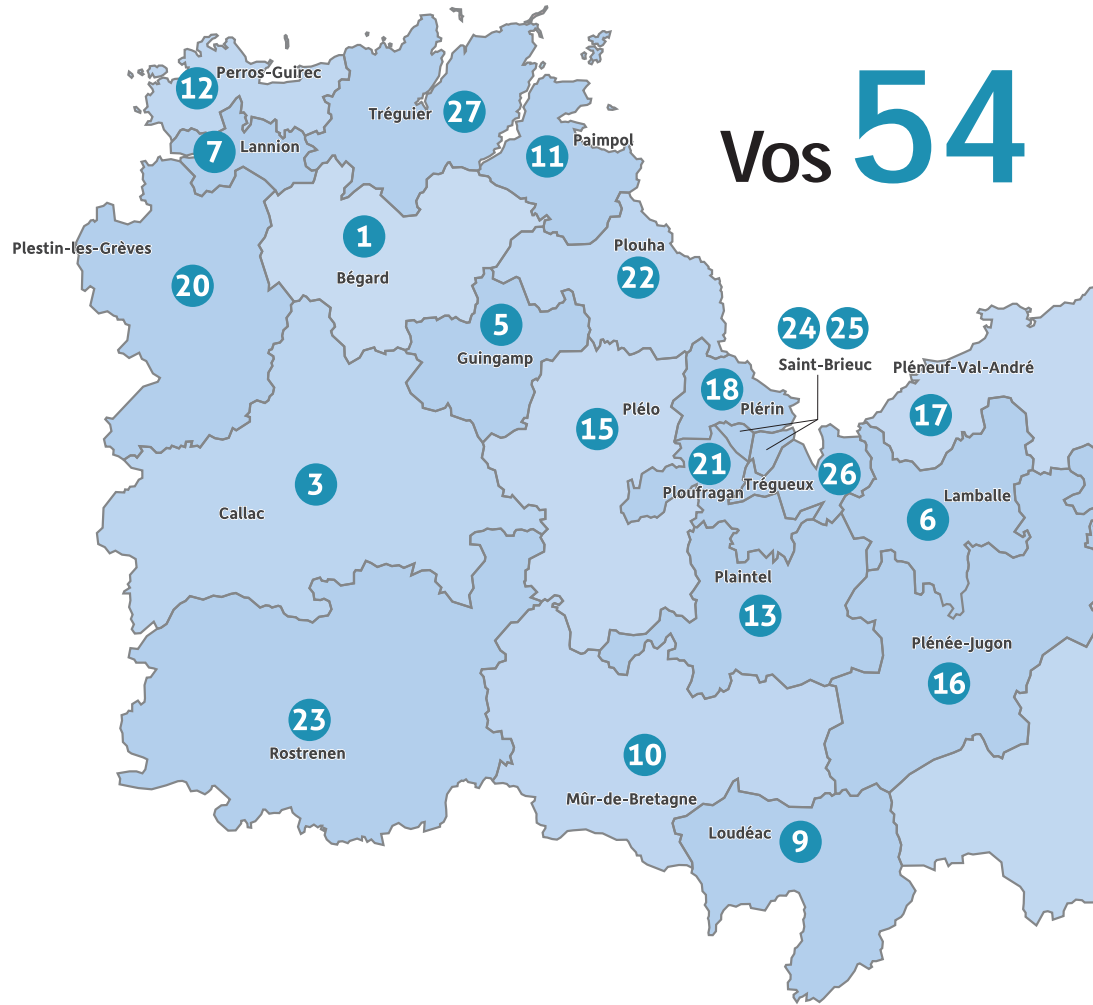 Vos 54
Perros-Guirec
12
Tréguier
27
7
Lannion
Paimpol
11
Plestin-les-Grèves
20
1
Bégard
Plouha
22
5
Guingamp
24 25
Saint-Brieuc
Pléneuf-Val-André
17
18
Plérin
15
Plélo
21
Ploufragan
Trégueux
26
Lamballe
6
3
Callac
Plaintel
13
Plénée-Jugon
16
23
Rostrenen
10
Mûr-de-Bretagne
Loudéac
9